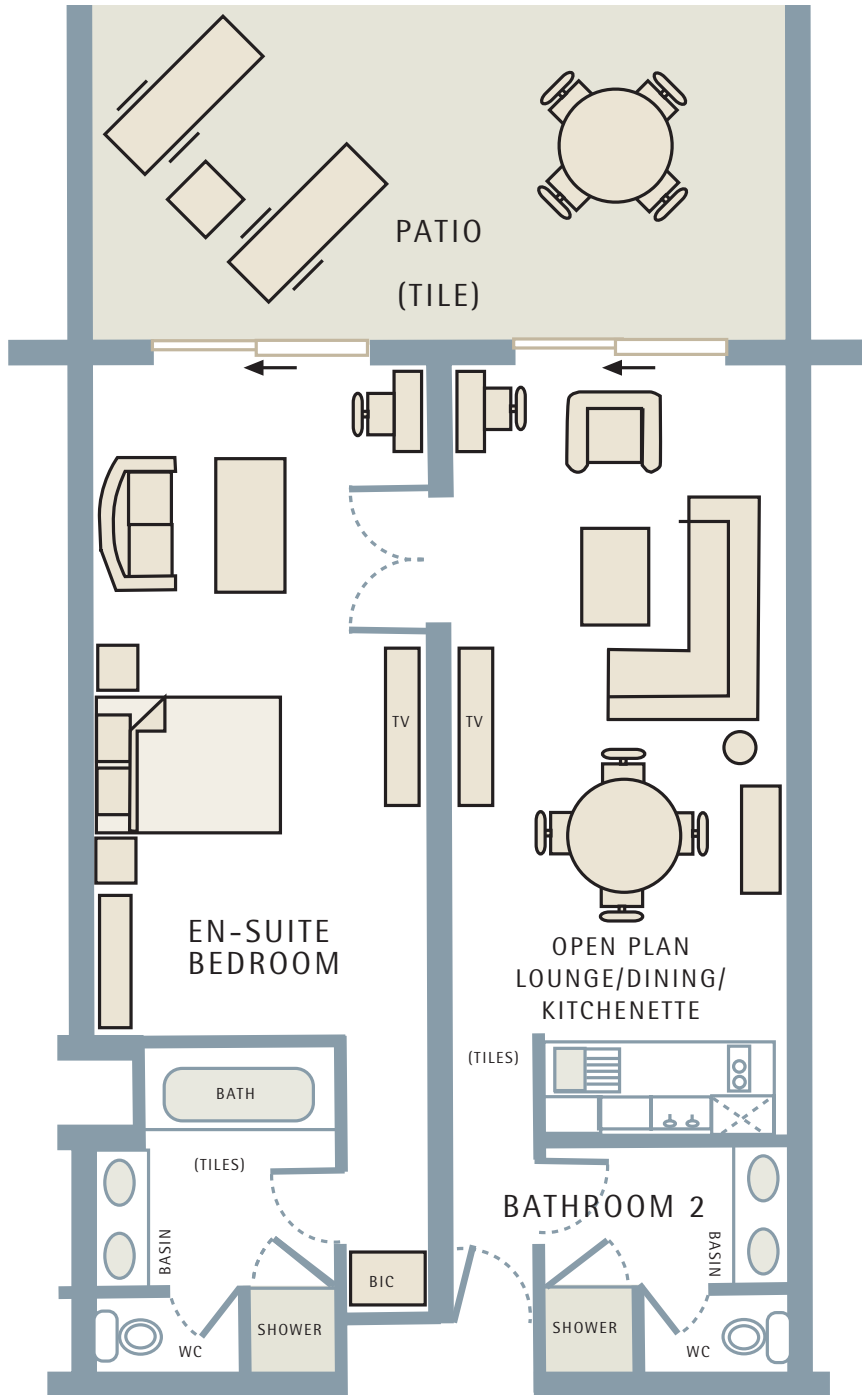 PATIO
(TILE)
TV
TV
EN-SUITE
BEDROOM
OPEN PLAN
LOUNGE/DINING/
KITCHENETTE
(TILES)
BATH
(TILES)
BATHROOM 2
BASIN
BASIN
BIC
SHOWER
SHOWER
WC
WC